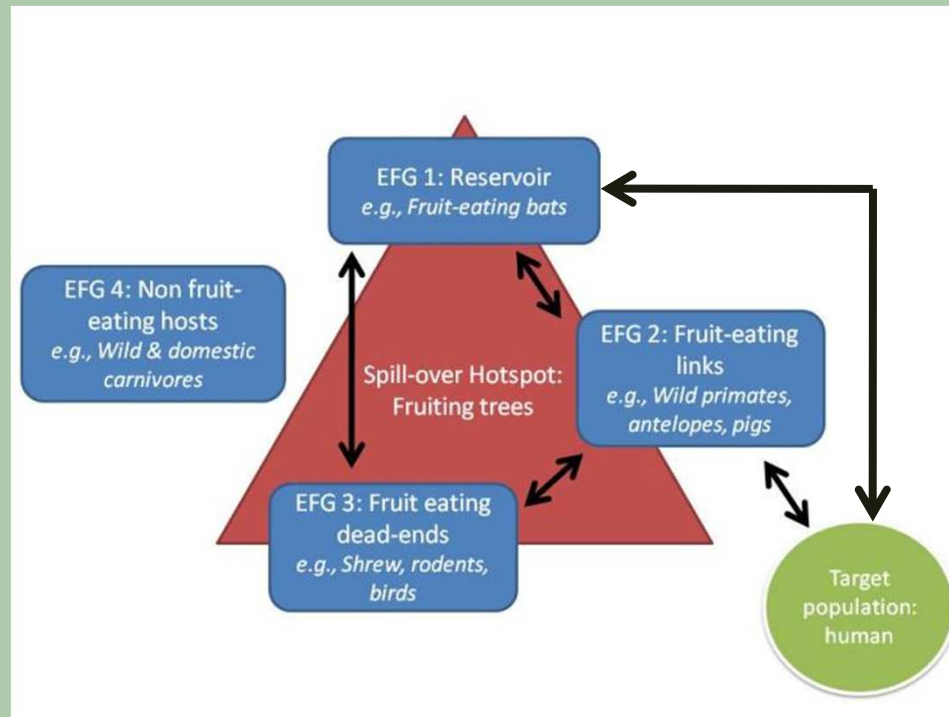 EFG 1: Reservoir
e.g., Fruit-eating bats
EFG 4: Non fruit-
eating hosts
e.g., Wild & domestic
carnivores
EFG 2: Fruit-eating
links
e.g., Wild primates,
antelopes, pigs
Spill-over Hotspot:
Fruiting trees
EFG 3: Fruit eating
dead-ends
e.g., Shrew, rodents,
birds
Target
population:
human